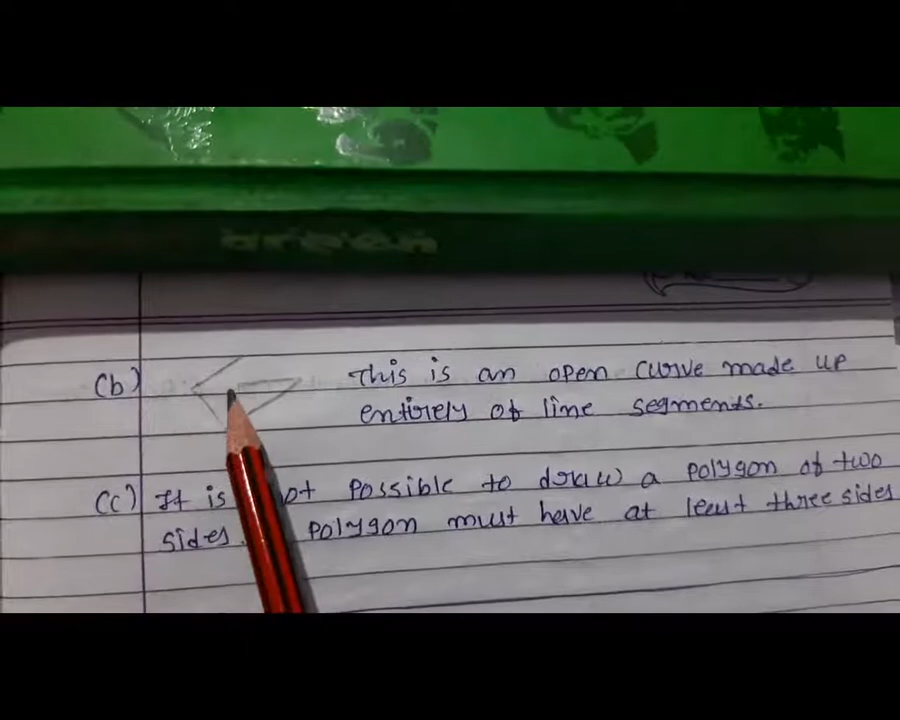 (b) This is an open curve made up
entirely of line segments.
(c) It is not possible to draw a polygon of two
sides. polygon must have at least three sides